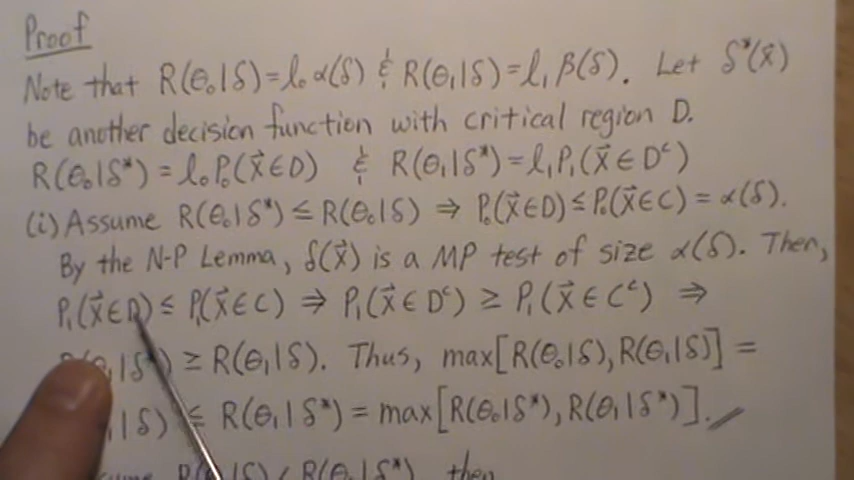 Proof
Note that R(θ₀|δ)=l₀α(δ) & R(θ₁|δ)=l₁β(δ). Let δ*(x⃗)
be another decision function with critical region D.
R(θ₀|δ*)=l₀P₀(x⃗∈D) & R(θ₁|δ*)=l₁P₁(x⃗∈Dᶜ)
(i) Assume R(θ₀|δ*)≤R(θ₀|δ) ⇒ P₀(x⃗∈D)≤P₀(x⃗∈C)=α(δ).
By the N-P Lemma, δ(x⃗) is a MP test of size α(δ). Then,
P₁(x⃗∈D)≤P₁(x⃗∈C) ⇒ P₁(x⃗∈Dᶜ)≥P₁(x⃗∈Cᶜ) ⇒
≥R(θ₁|δ). Thus, max[R(θ₀|δ),R(θ₁|δ)]=
|δ)≤R(θ₁|δ*)=max[R(θ₀|δ*),R(θ₁|δ*)].
R(θ₀|δ)<R(θ₀|δ*) then